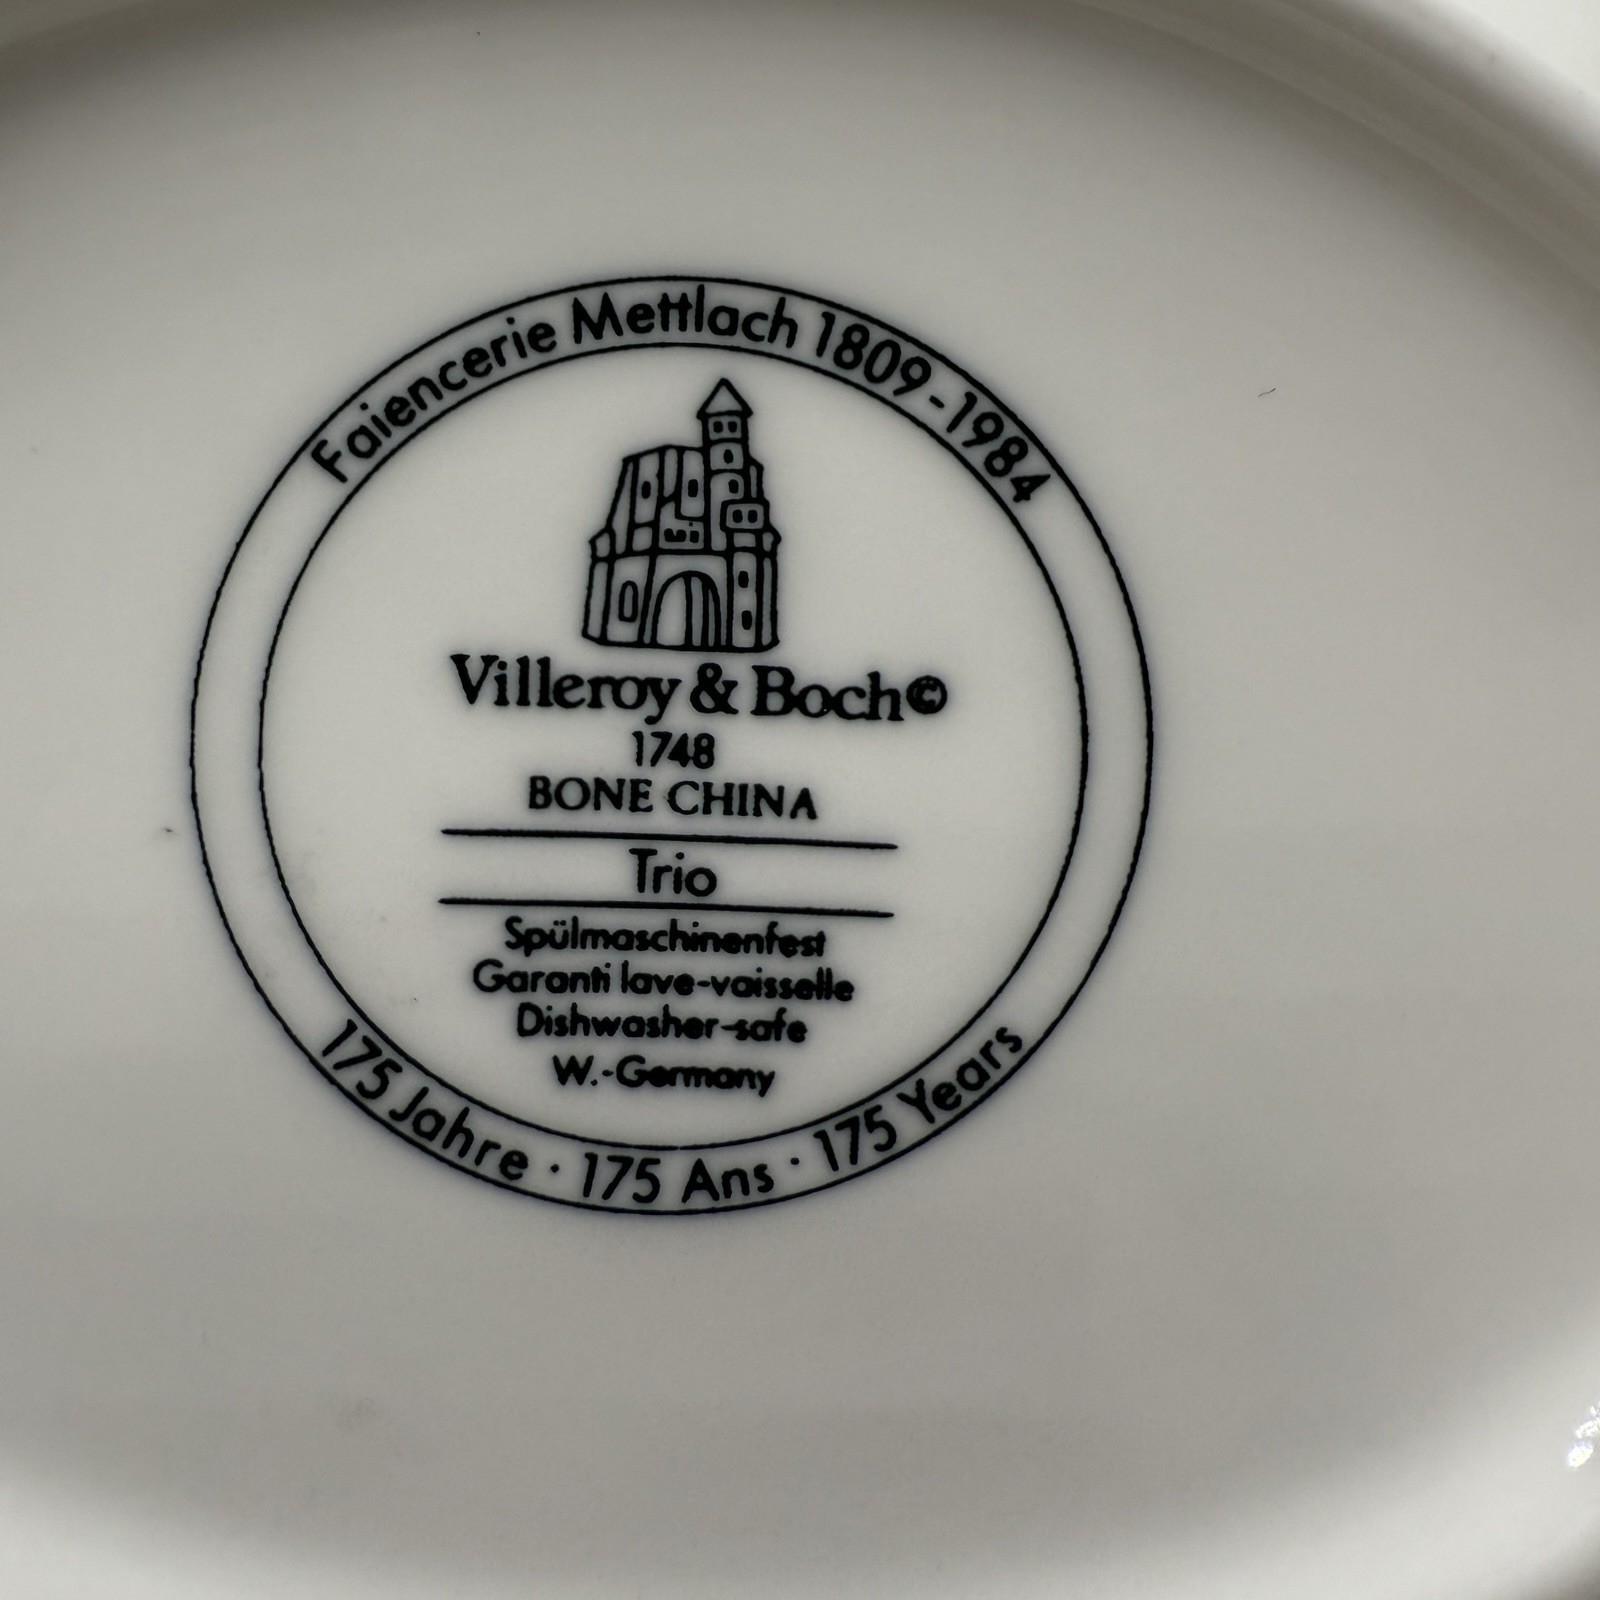 Faiencerie Mettlach 1809-1984
Villeroy & Boch©
1748
BONE CHINA
Trio
Spülmaschinenfest
Garanti lave-vaisselle
Dishwasher-safe
W.-Germany
175 Jahre · 175 Ans · 175 Years